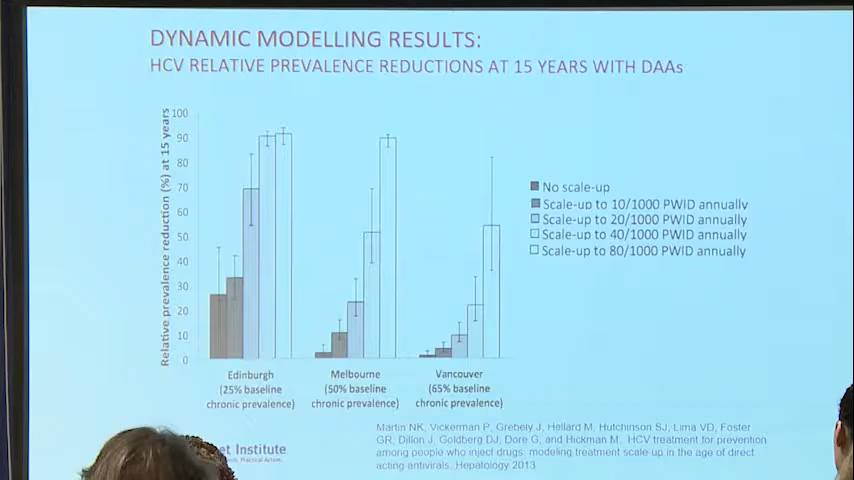 DYNAMIC MODELLING RESULTS:
HCV RELATIVE PREVALENCE REDUCTIONS AT 15 YEARS WITH DAAs
Relative prevalence reduction (%) at 15 years
100
90
80
70
60
50
40
30
20
10
0
Edinburgh
(25% baseline
chronic prevalence)
Melbourne
(50% baseline
chronic prevalence)
Vancouver
(65% baseline
chronic prevalence)
No scale-up
Scale-up to 10/1000 PWID annually
Scale-up to 20/1000 PWID annually
Scale-up to 40/1000 PWID annually
Scale-up to 80/1000 PWID annually
Martin NK, Vickerman P, Grebely J, Hellard M, Hutchinson SJ, Lima VD, Foster
GR, Dillon J, Goldberg DJ, Dore G, and Hickman M. HCV treatment for prevention
among people who inject drugs: modeling treatment scale-up in the age of direct
acting antivirals. Hepatology 2013
Institute
Practical Action.